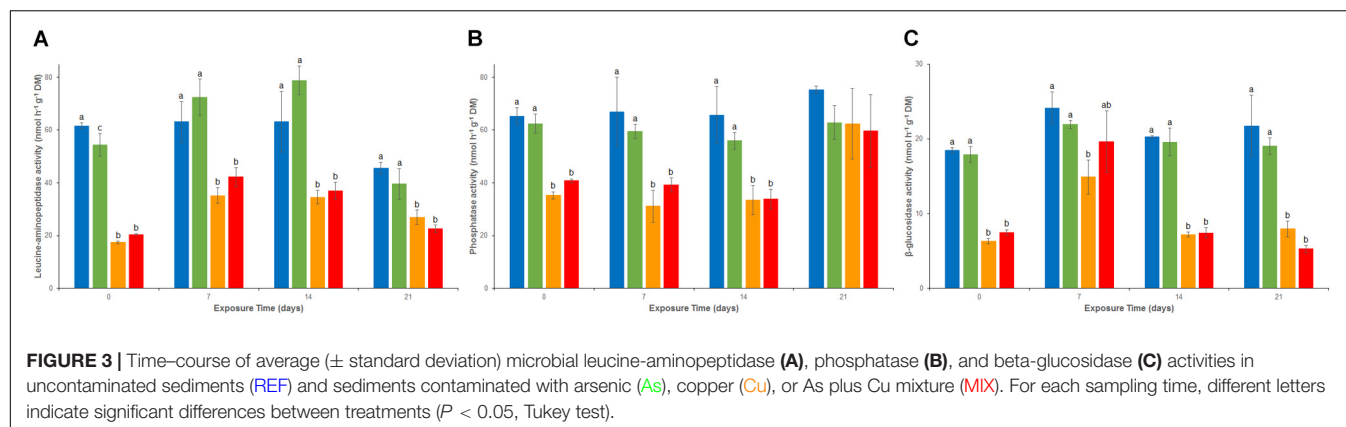 A
B
C
Leucine-aminopeptidase activity (nmol h-1 g-1 DM)
80
60
40
20
0
a
c
b
b
a
a
b
b
a
a
b
b
a
a
b
b
0
7
14
21
Exposure Time (days)
Phosphatase activity (nmol h-1 g-1 DM)
80
60
40
20
0
a
a
b
b
a
a
b
b
a
a
b
b
0
7
14
21
Exposure Time (days)
β-glucosidase activity (nmol h-1 g-1 DM)
30
20
10
0
a
a
b
b
a
a
b
ab
a
a
b
b
a
a
b
b
0
7
14
21
Exposure Time (days)
FIGURE 3 | Time–course of average (± standard deviation) microbial leucine-aminopeptidase (A), phosphatase (B), and beta-glucosidase (C) activities in
uncontaminated sediments (REF) and sediments contaminated with arsenic (As), copper (Cu), or As plus Cu mixture (MIX). For each sampling time, different letters
indicate significant differences between treatments (P < 0.05, Tukey test).